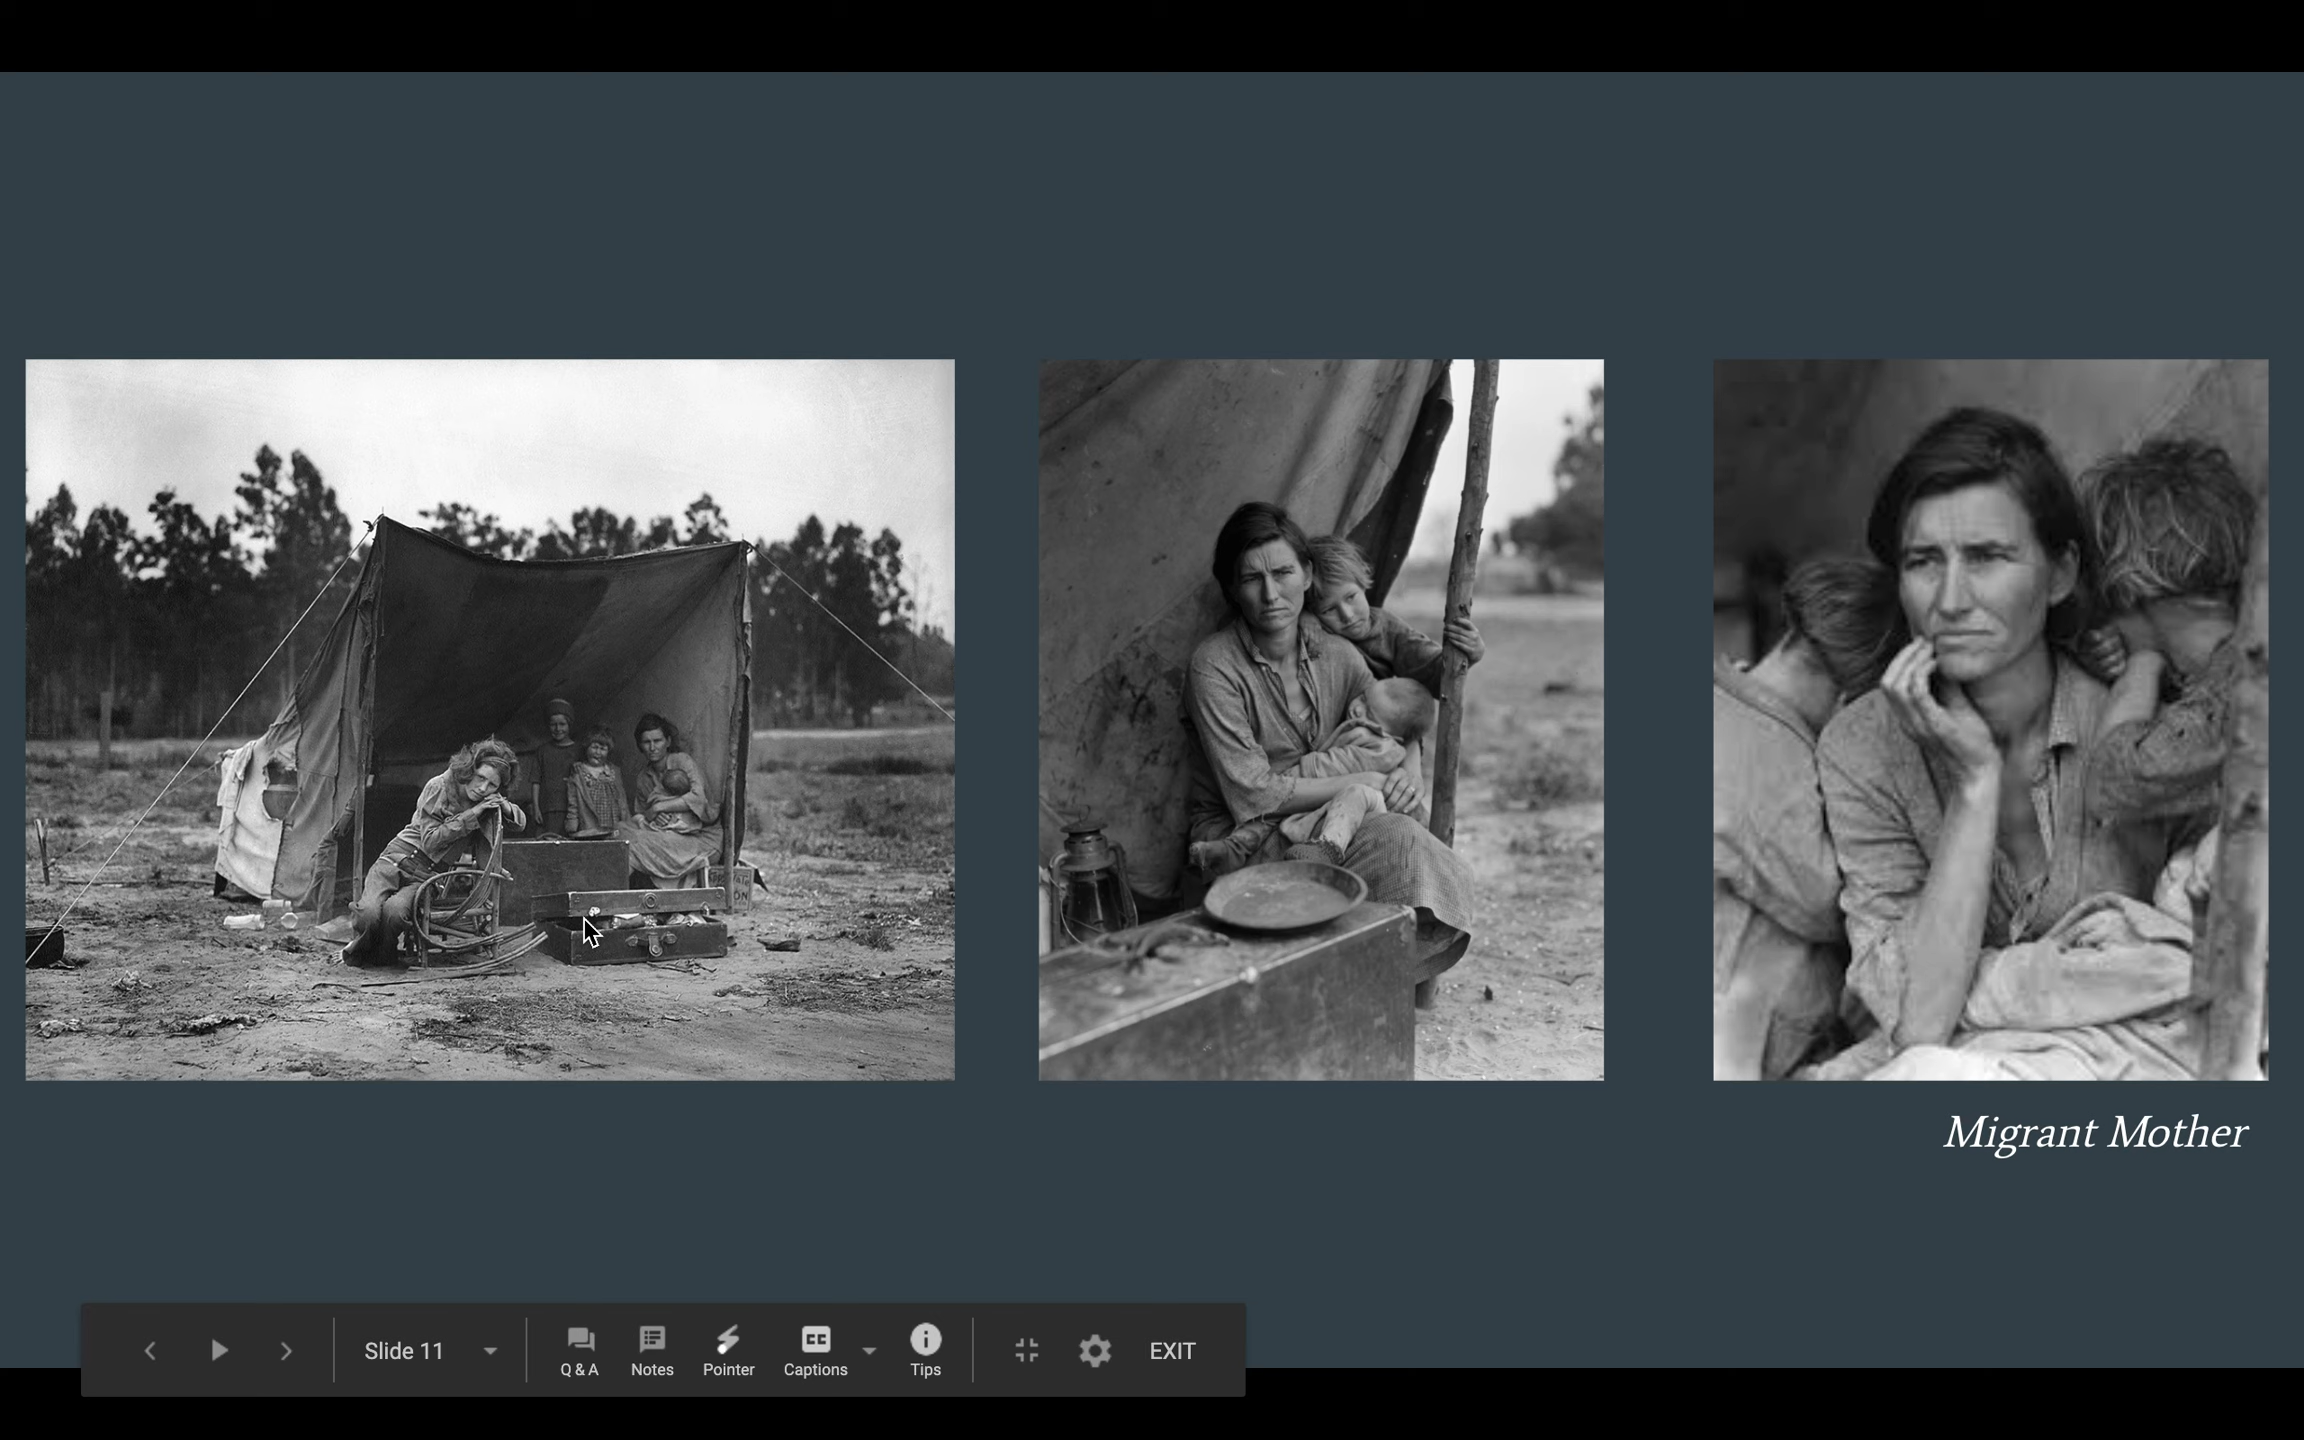 Migrant Mother
Slide 11
Q & A
Notes
Pointer
Captions
Tips
EXIT